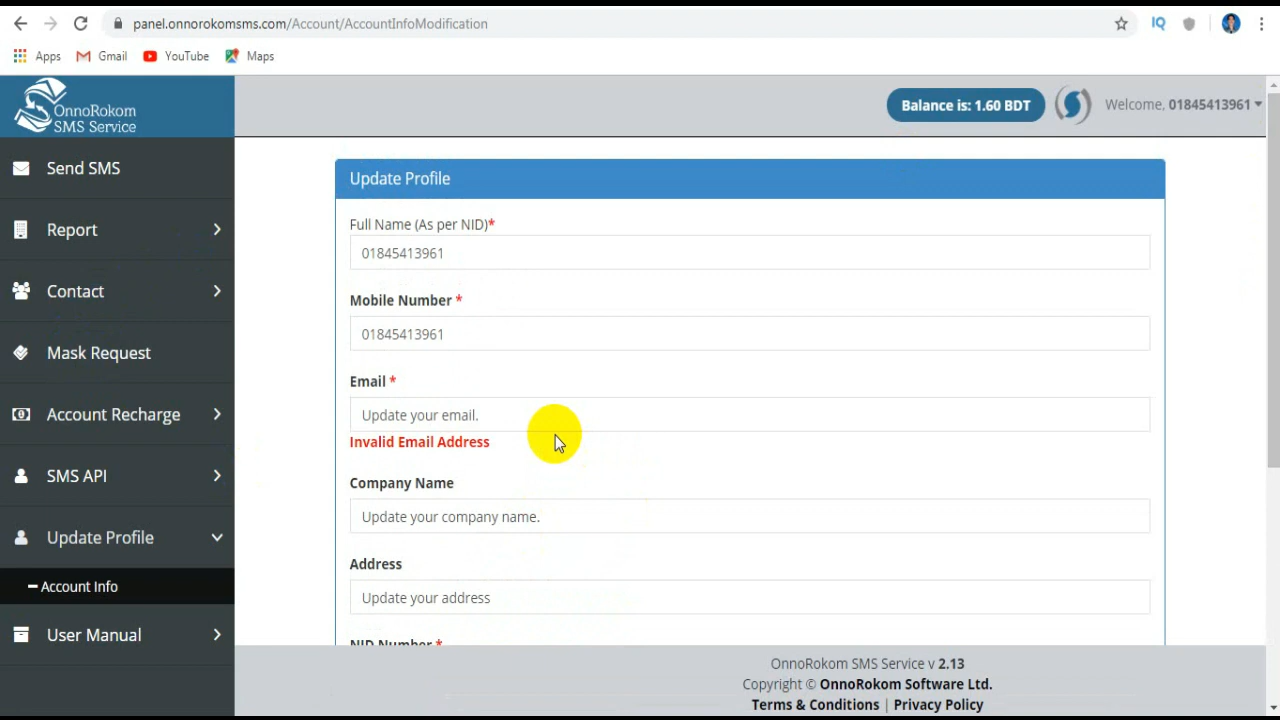 panel.onnorokomsms.com/Account/AccountInfoModification
IQ
Apps
Gmail
YouTube
Maps
OnnoRokom
SMS Service
Balance is: 1.60 BDT
Welcome, 01845413961
Send SMS
Report
Contact
Mask Request
Account Recharge
SMS API
Update Profile
Account Info
User Manual
Update Profile
Full Name (As per NID)*
01845413961
Mobile Number *
01845413961
Email *
Update your email.
Invalid Email Address
Company Name
Update your company name.
Address
Update your address
NID Number *
OnnoRokom SMS Service v 2.13
Copyright © OnnoRokom Software Ltd.
Terms & Conditions | Privacy Policy